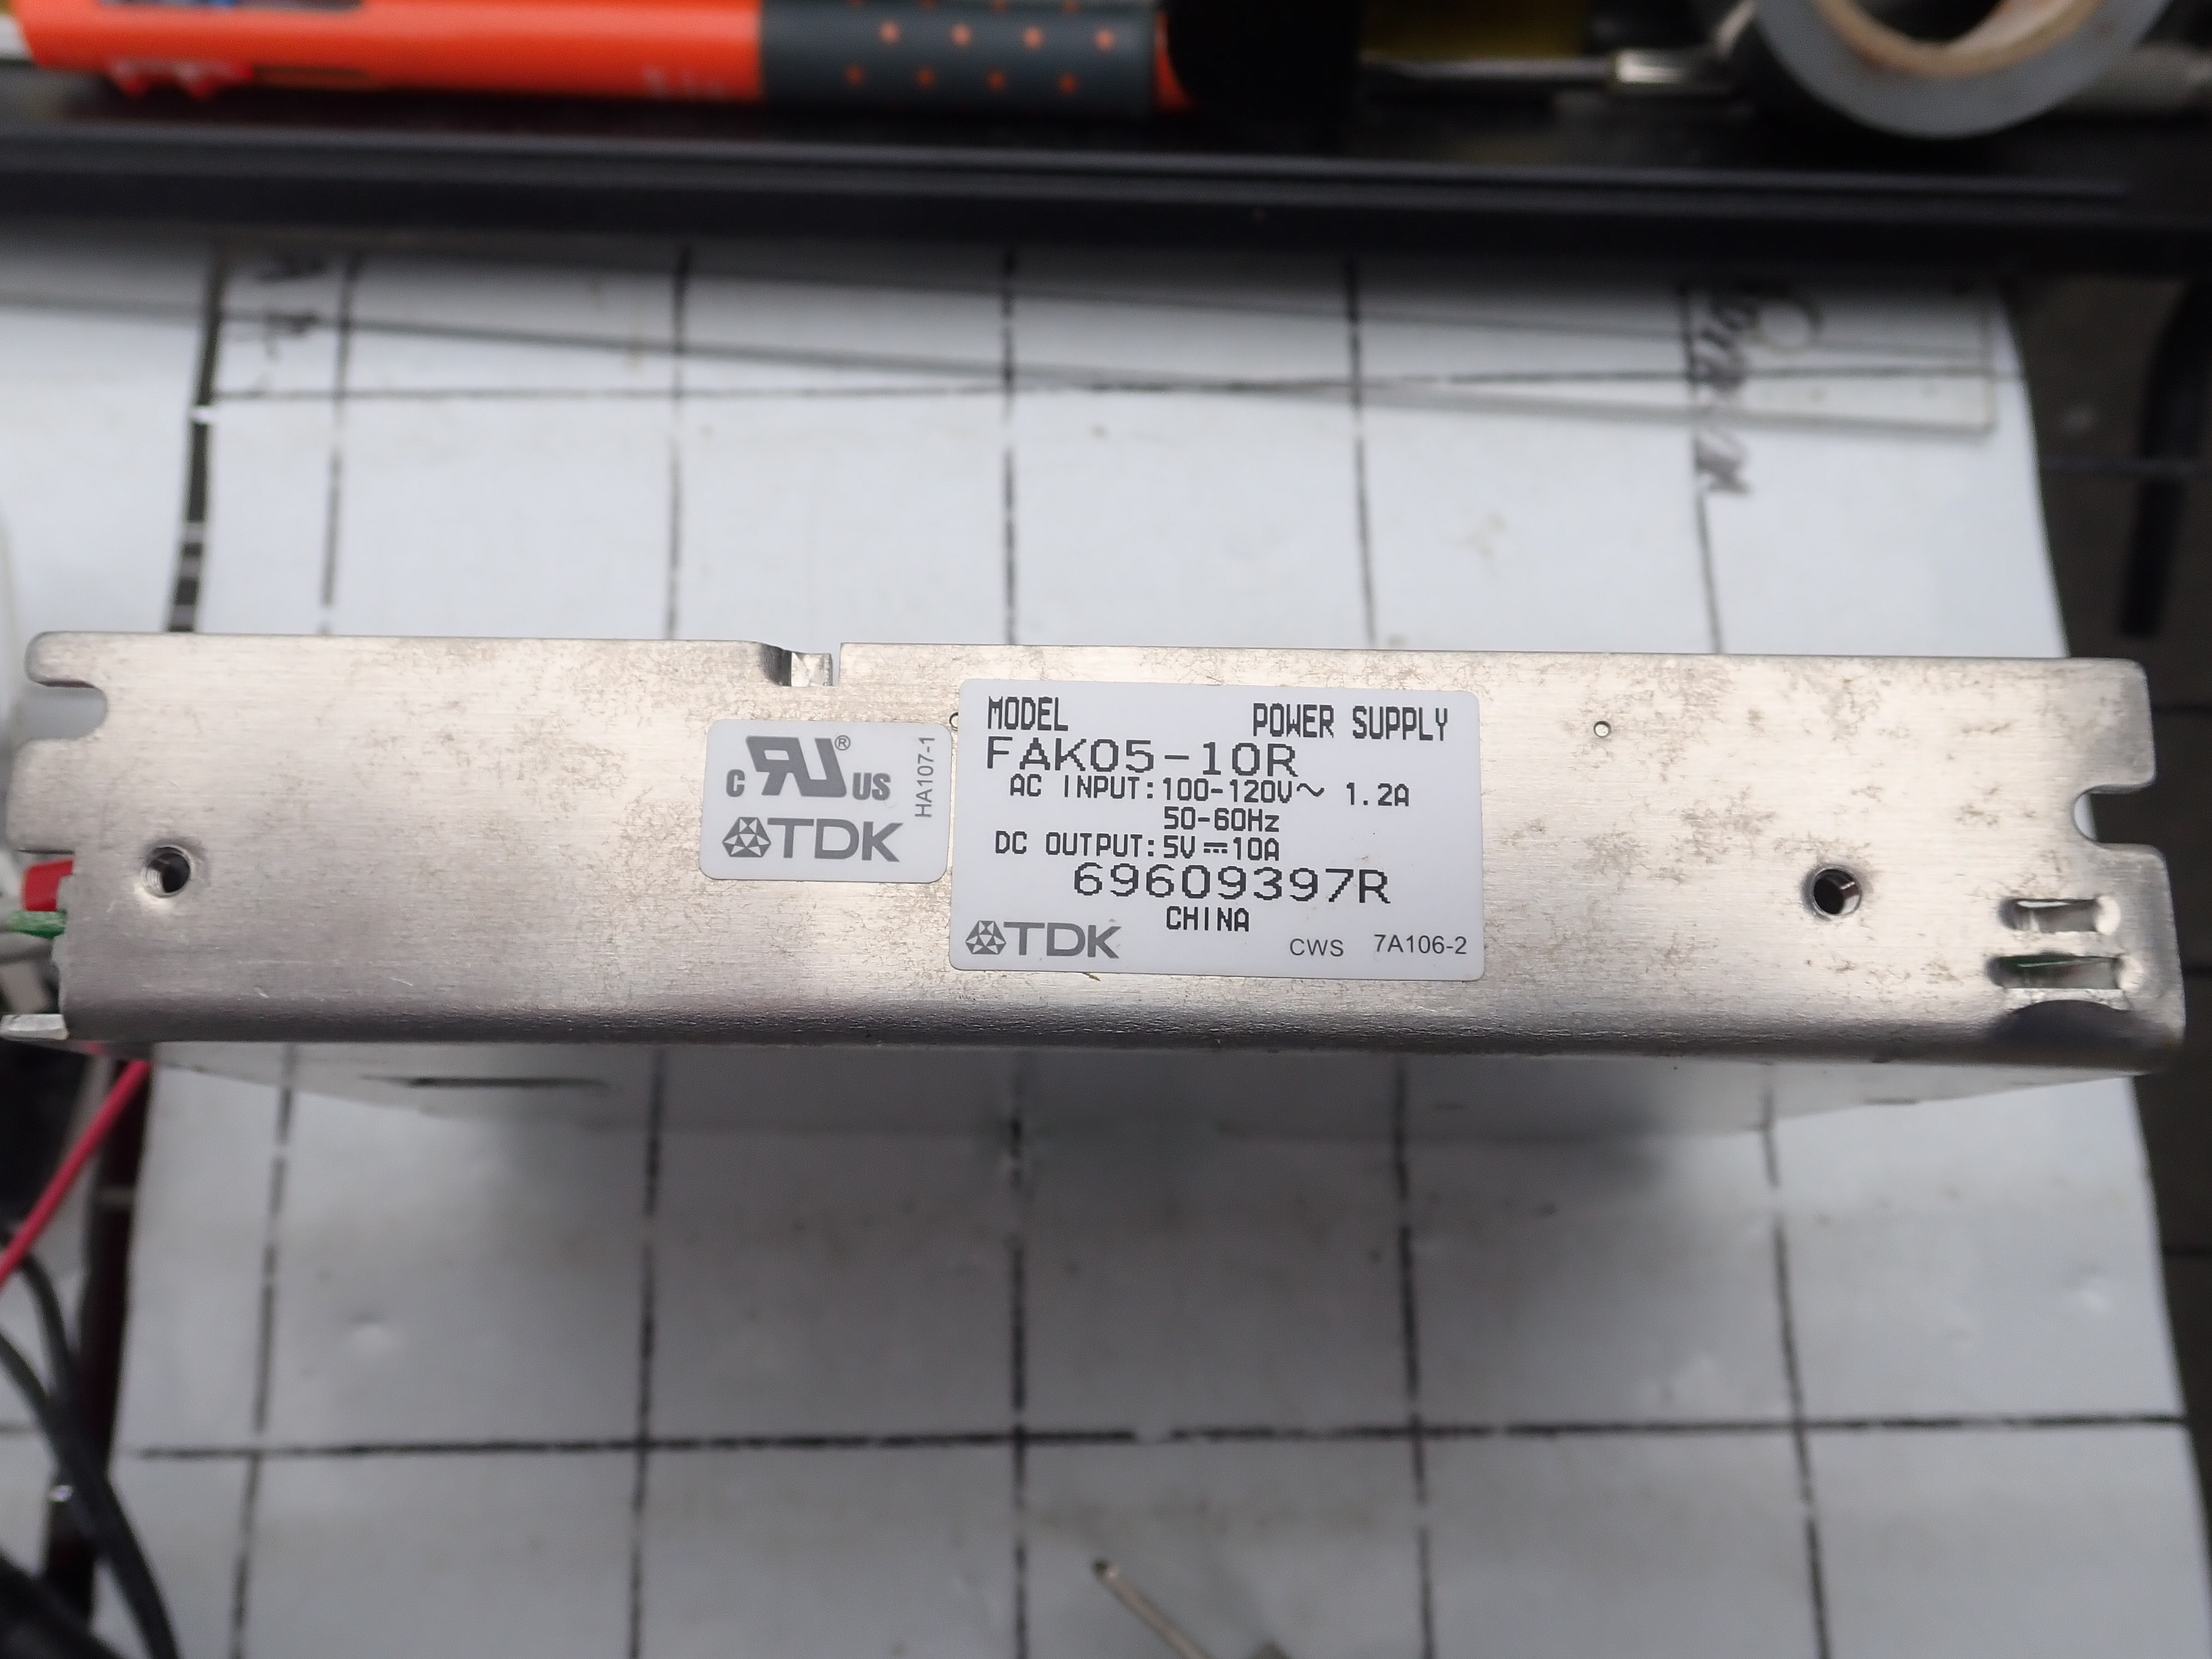 c RU® US
HA107-1
TDK
MODEL POWER SUPPLY
FAK05-10R
AC INPUT:100-120V~ 1.2A
50-60Hz
DC OUTPUT:5V⎓10A
69609397R
CHINA
TDK CWS 7A106-2